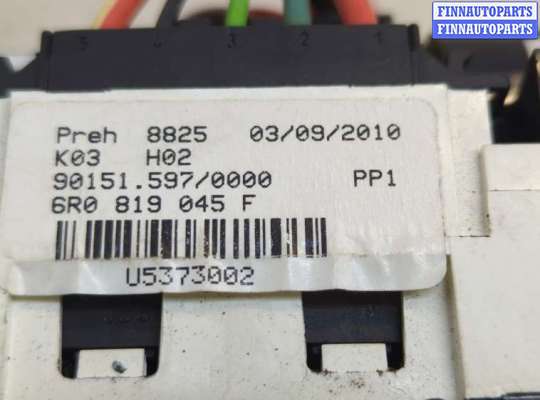 FINNAUTOPARTS
FINNAUTOPARTS
5 4 3 2 1
Preh 8825 03/09/2010
K03 H02
90151.597/0000 PP1
6R0 819 045 F
U5373002